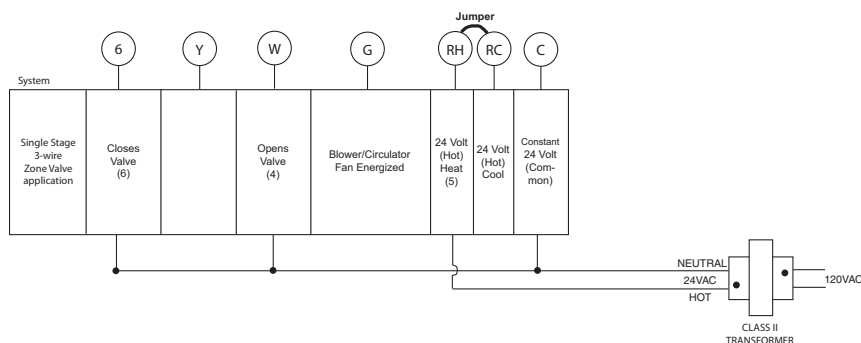 Jumper
6
Y
W
G
RH
RC
C
System
Single Stage
3-wire
Zone Valve
application
Closes
Valve
(6)
Opens
Valve
(4)
Blower/Circulator
Fan Energized
24 Volt
(Hot)
Heat
(5)
24 Volt
(Hot)
Cool
Constant
24 Volt
(Com-
mon)
NEUTRAL
24VAC
HOT
120VAC
CLASS II
TRANSFORMER